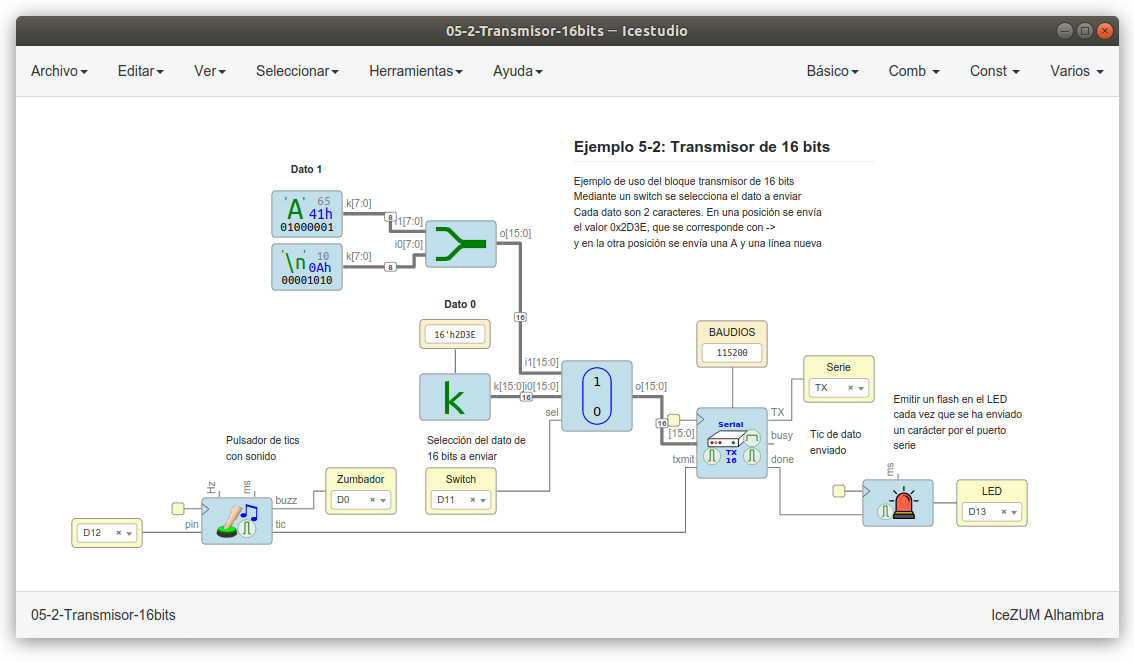 05-2-Transmisor-16bits — Icestudio
Archivo Editar Ver Seleccionar Herramientas Ayuda Básico Comb Const Varios
Ejemplo 5-2: Transmisor de 16 bits
Ejemplo de uso del bloque transmisor de 16 bits
Mediante un switch se selecciona el dato a enviar
Cada dato son 2 caracteres. En una posición se envía
el valor 0x2D3E, que se corresponde con ->
y en la otra posición se envía una A y una línea nueva
Dato 1
'A' 65
41h
01000001
k[7:0]
8
i1[7:0]
'\n' 10
0Ah
00001010
k[7:0]
8
i0[7:0]
o[15:0]
16
Dato 0
16'h2D3E
k
k[15:0]
16
i1[15:0]
i0[15:0]
sel
1
0
o[15:0]
16
BAUDIOS
115200
[15:0]
txmit
Serial
TX
16
TX
busy
done
Serie
TX
Tic de dato
enviado
Emitir un flash en el LED
cada vez que se ha enviado
un carácter por el puerto
serie
ms
LED
D13
Selección del dato de
16 bits a enviar
Switch
D11
Pulsador de tics
con sonido
Hz
ms
pin
buzz
tic
Zumbador
D0
D12
05-2-Transmisor-16bits IceZUM Alhambra